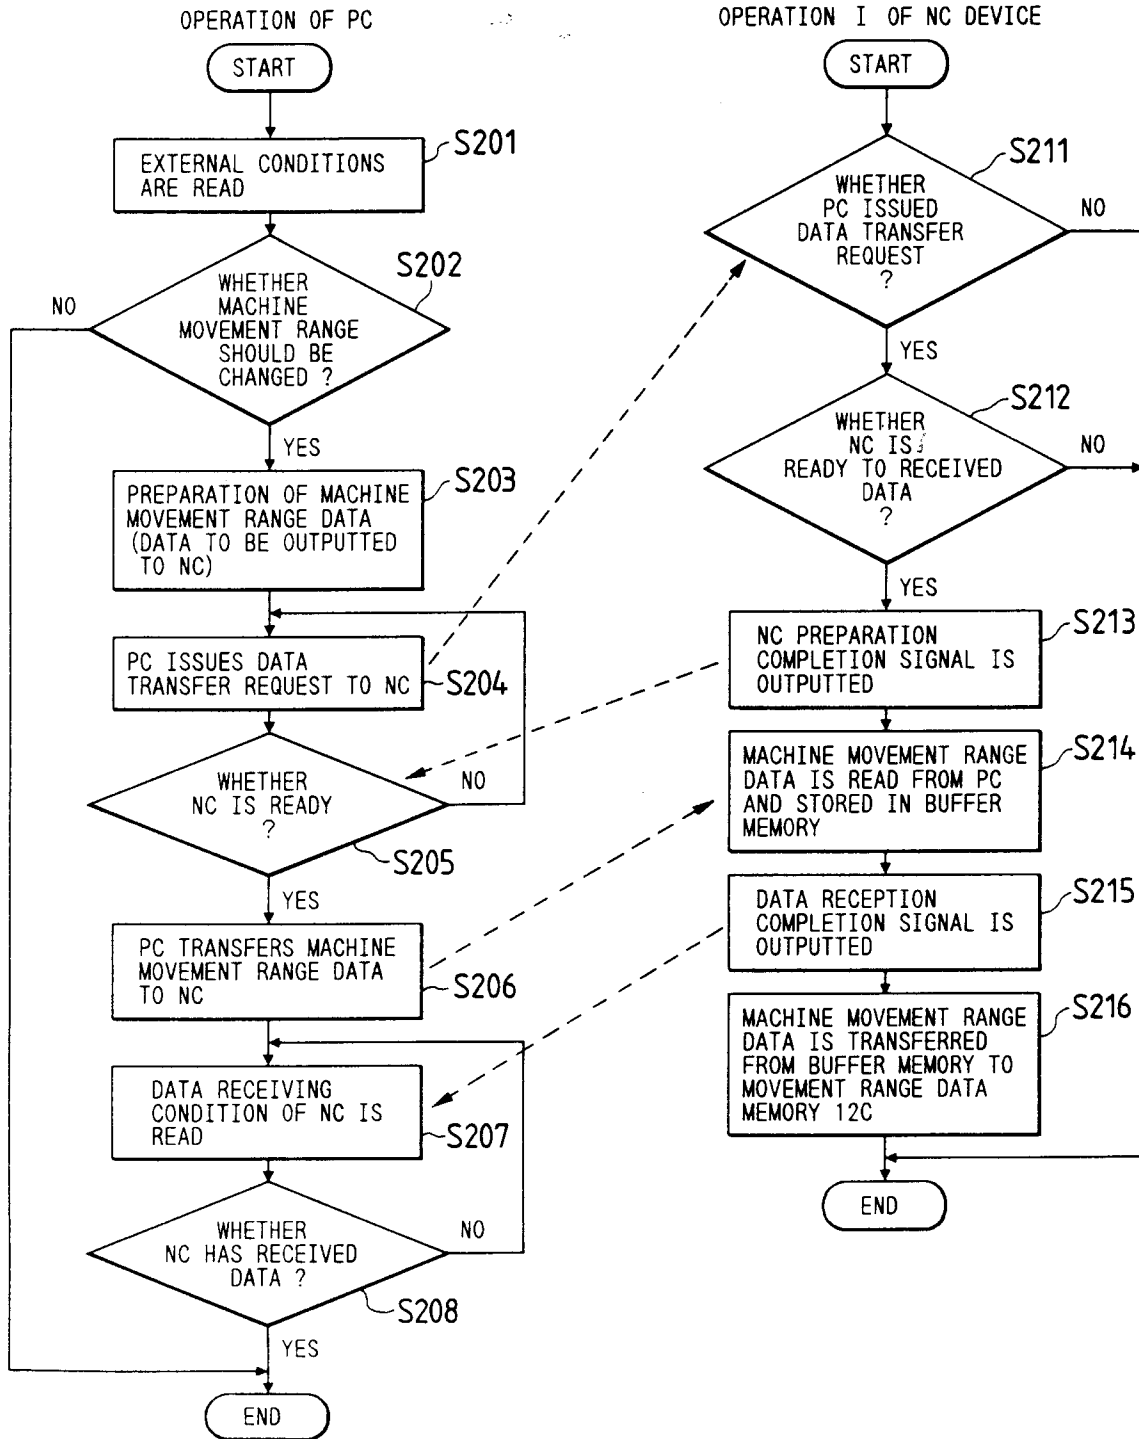 OPERATION OF PC
START
S201
EXTERNAL CONDITIONS
ARE READ
S202
WHETHER
MACHINE
MOVEMENT RANGE
SHOULD BE
CHANGED ?
NO
YES
S203
PREPARATION OF MACHINE
MOVEMENT RANGE DATA
(DATA TO BE OUTPUTTED
TO NC)
PC ISSUES DATA
TRANSFER REQUEST TO NC
S204
WHETHER
NC IS READY
?
NO
S205
YES
PC TRANSFERS MACHINE
MOVEMENT RANGE DATA
TO NC
S206
DATA RECEIVING
CONDITION OF NC IS
READ
S207
WHETHER
NC HAS RECEIVED
DATA ?
NO
S208
YES
END
OPERATION I OF NC DEVICE
START
S211
WHETHER
PC ISSUED
DATA TRANSFER
REQUEST
?
NO
YES
S212
WHETHER
NC IS
READY TO RECEIVED
DATA
?
NO
YES
S213
NC PREPARATION
COMPLETION SIGNAL IS
OUTPUTTED
S214
MACHINE MOVEMENT RANGE
DATA IS READ FROM PC
AND STORED IN BUFFER
MEMORY
S215
DATA RECEPTION
COMPLETION SIGNAL IS
OUTPUTTED
S216
MACHINE MOVEMENT RANGE
DATA IS TRANSFERRED
FROM BUFFER MEMORY TO
MOVEMENT RANGE DATA
MEMORY 12C
END